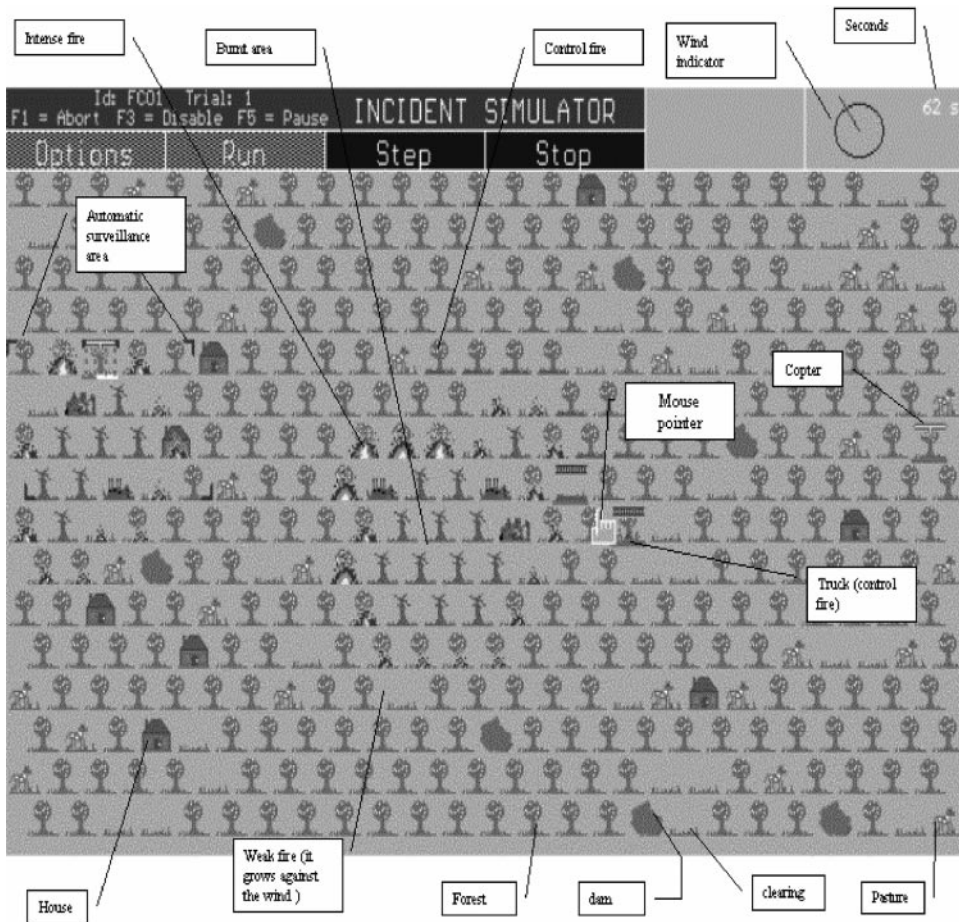 Intense fire
Burnt area
Control fire
Wind
indicator
Seconds
Id: FC01 Trial: 1
F1 = Abort F3 = Disable F5 = Pause
INCIDENT SIMULATOR
62 s
Options
Run
Step
Stop
Automatic
surveillance
area
Copter
Mouse
pointer
Truck (control
fire)
Weak fire (it
grows against
the wind )
House
Forest
dam
clearing
Pasture